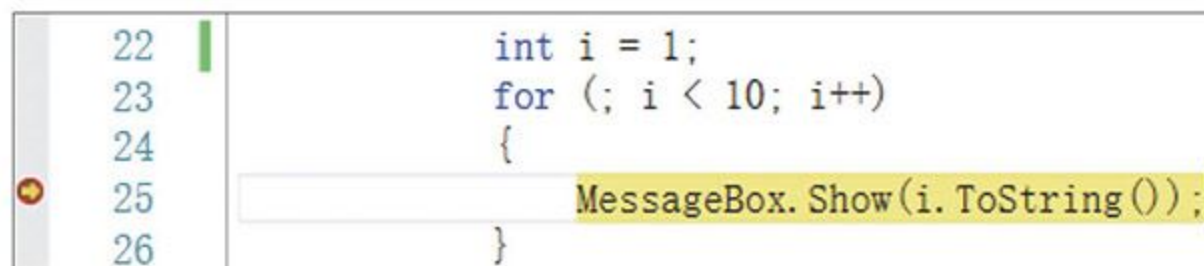 22 int i = 1;
23 for (; i < 10; i++)
24 {
25 MessageBox.Show(i.ToString());
26 }